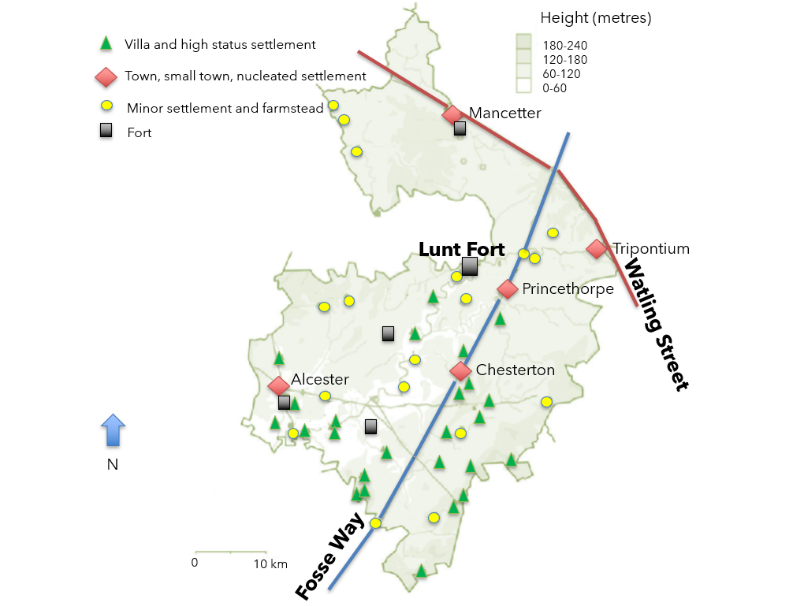 Height (metres)
180-240
120-180
60-120
0-60
Villa and high status settlement
Town, small town, nucleated settlement
Minor settlement and farmstead
Fort
Mancetter
Lunt Fort
Tripontium
Watling Street
Princethorpe
Chesterton
Alcester
N
Fosse Way
0 10 km